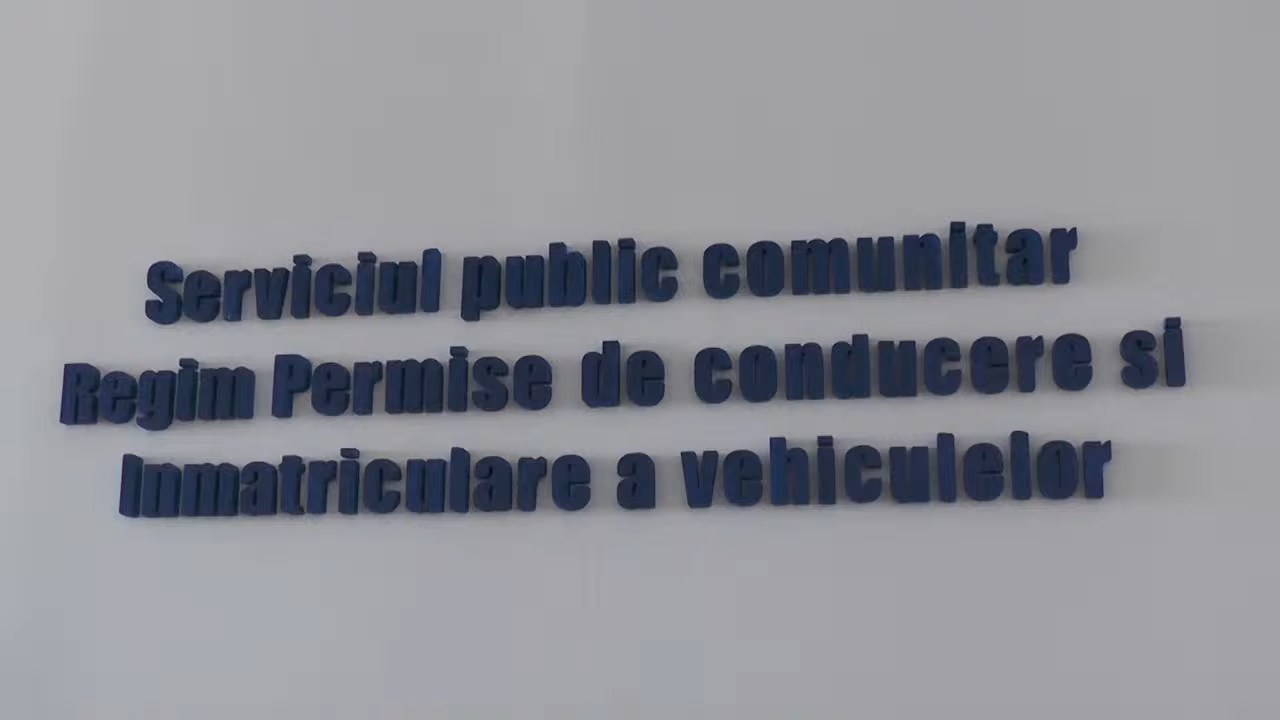 Serviciul public comunitar
Regim Permise de conducere si
Inmatriculare a vehiculelor